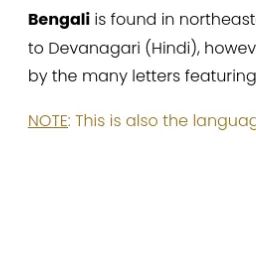 Bengali is found in northeast
to Devanagari (Hindi), howev
by the many letters featuring
NOTE: This is also the languag